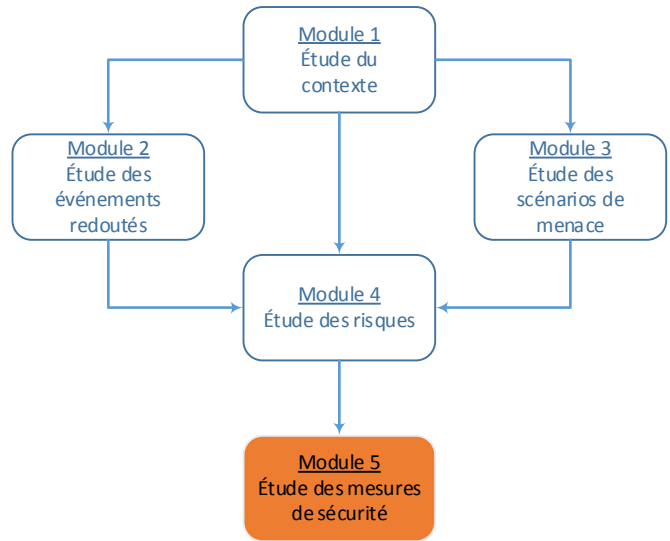 Module 1
Étude du
contexte
Module 2
Étude des
événements
redoutés
Module 3
Étude des
scénarios de
menace
Module 4
Étude des risques
Module 5
Étude des mesures
de sécurité